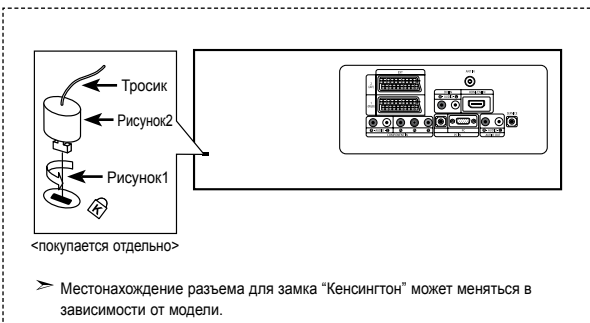 Тросик
Рисунок2
Рисунок1
<покупается отдельно>
➢ Местонахождение разъема для замка “Кенсингтон” может меняться в
зависимости от модели.